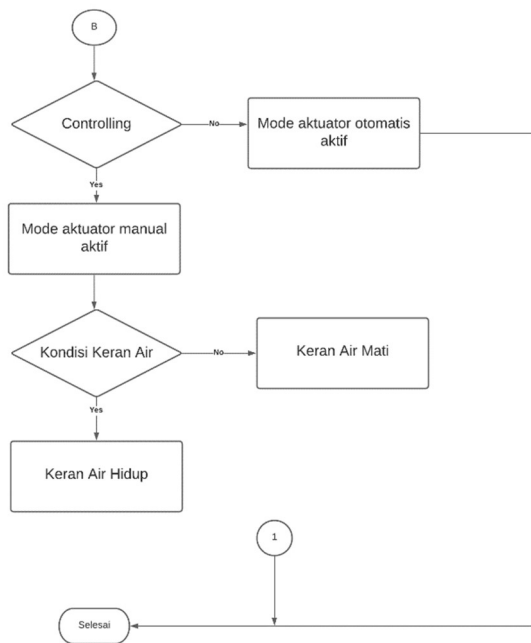 B
Controlling
No
Mode aktuator otomatis
aktif
Yes
Mode aktuator manual
aktif
Kondisi Keran Air
No
Keran Air Mati
Yes
Keran Air Hidup
1
Selesai